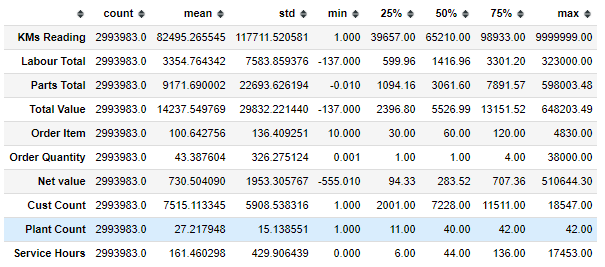 count mean std min 25% 50% 75% max
KMs Reading 2993983.0 82495.265545 117711.520581 1.000 39657.00 65210.00 98933.00 9999999.00
Labour Total 2993983.0 3354.764342 7583.859376 -137.000 599.96 1416.96 3301.20 323000.00
Parts Total 2993983.0 9171.690002 22693.626194 -0.010 1094.16 3061.60 7891.57 598003.48
Total Value 2993983.0 14237.549769 29832.221440 -137.000 2396.80 5526.99 13151.52 648203.49
Order Item 2993983.0 100.642756 136.409251 10.000 30.00 60.00 120.00 4830.00
Order Quantity 2993983.0 43.387604 326.275124 0.001 1.00 1.00 4.00 38000.00
Net value 2993983.0 730.504090 1953.305767 -555.010 94.33 283.52 707.36 510644.30
Cust Count 2993983.0 7515.113345 5908.538316 1.000 2001.00 7228.00 11511.00 18547.00
Plant Count 2993983.0 27.217948 15.138551 1.000 11.00 40.00 42.00 42.00
Service Hours 2993983.0 161.460298 429.906439 0.000 6.00 44.00 136.00 17453.00